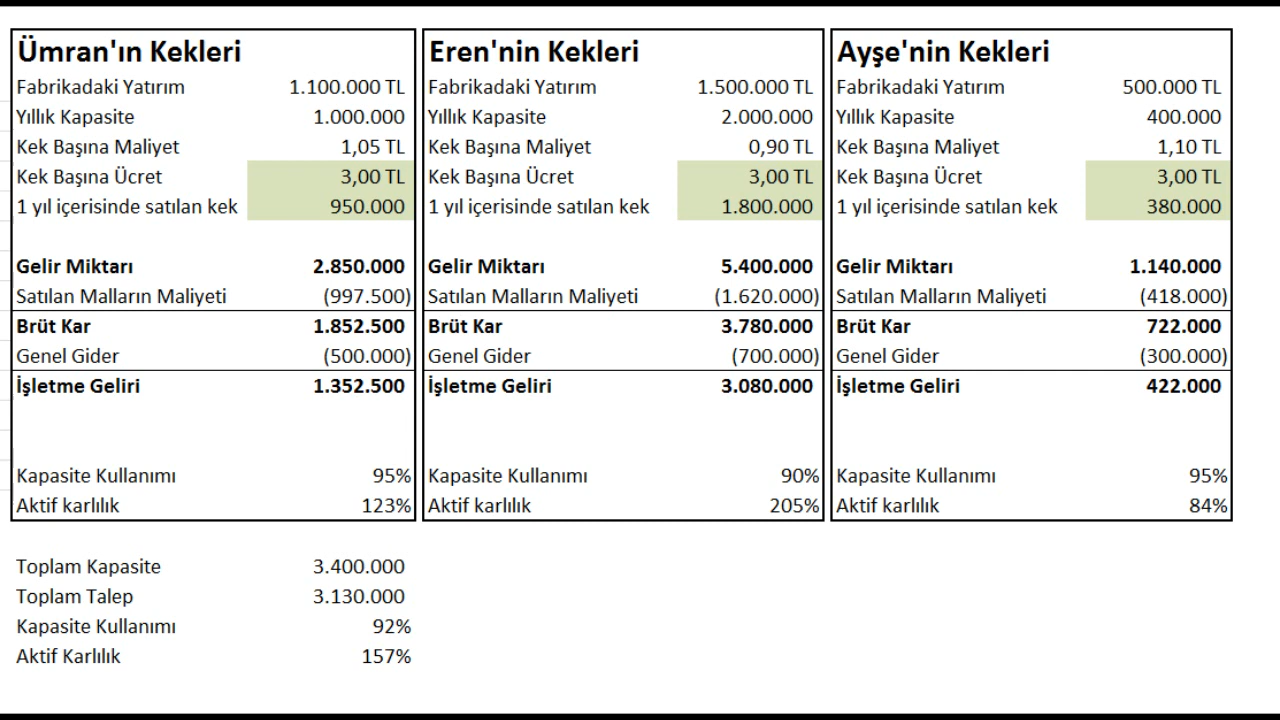 Ümran'ın Kekleri
Fabrikadaki Yatırım 1.100.000 TL
Yıllık Kapasite 1.000.000
Kek Başına Maliyet 1,05 TL
Kek Başına Ücret 3,00 TL
1 yıl içerisinde satılan kek 950.000
Gelir Miktarı 2.850.000
Satılan Malların Maliyeti (997.500)
Brüt Kar 1.852.500
Genel Gider (500.000)
İşletme Geliri 1.352.500
Kapasite Kullanımı 95%
Aktif karlılık 123%
Eren'nin Kekleri
Fabrikadaki Yatırım 1.500.000 TL
Yıllık Kapasite 2.000.000
Kek Başına Maliyet 0,90 TL
Kek Başına Ücret 3,00 TL
1 yıl içerisinde satılan kek 1.800.000
Gelir Miktarı 5.400.000
Satılan Malların Maliyeti (1.620.000)
Brüt Kar 3.780.000
Genel Gider (700.000)
İşletme Geliri 3.080.000
Kapasite Kullanımı 90%
Aktif karlılık 205%
Ayşe'nin Kekleri
Fabrikadaki Yatırım 500.000 TL
Yıllık Kapasite 400.000
Kek Başına Maliyet 1,10 TL
Kek Başına Ücret 3,00 TL
1 yıl içerisinde satılan kek 380.000
Gelir Miktarı 1.140.000
Satılan Malların Maliyeti (418.000)
Brüt Kar 722.000
Genel Gider (300.000)
İşletme Geliri 422.000
Kapasite Kullanımı 95%
Aktif karlılık 84%
Toplam Kapasite 3.400.000
Toplam Talep 3.130.000
Kapasite Kullanımı 92%
Aktif Karlılık 157%